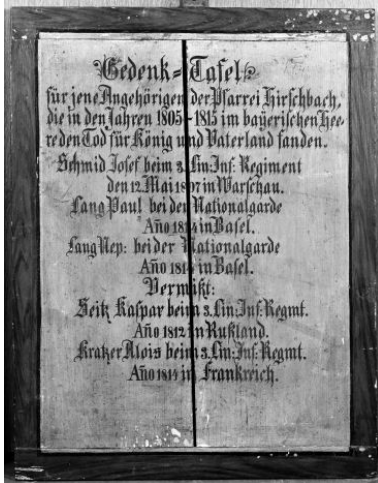 Gedenk=Tafel
für jene Angehörigen der Pfarrei Hirschbach,
die in den Jahren 1805-1815 im bayerischen Hee-
re den Tod für König und Vaterland fanden.
Schmid Josef beim 3. Lin: Inf: Regiment
den 12. Mai 1807 in Warschau.
Lang Paul bei der Nationalgarde
Año 1814 in Basel.
Lang Nep: bei der Nationalgarde
Año 1814 in Basel.
Vermißt:
Seitz Kaspar beim 3. Lin: Inf: Regmt.
Año 1812 in Rußland.
Kratzer Alois beim 3. Lin: Inf: Regmt.
Año 1814 in Frankreich.